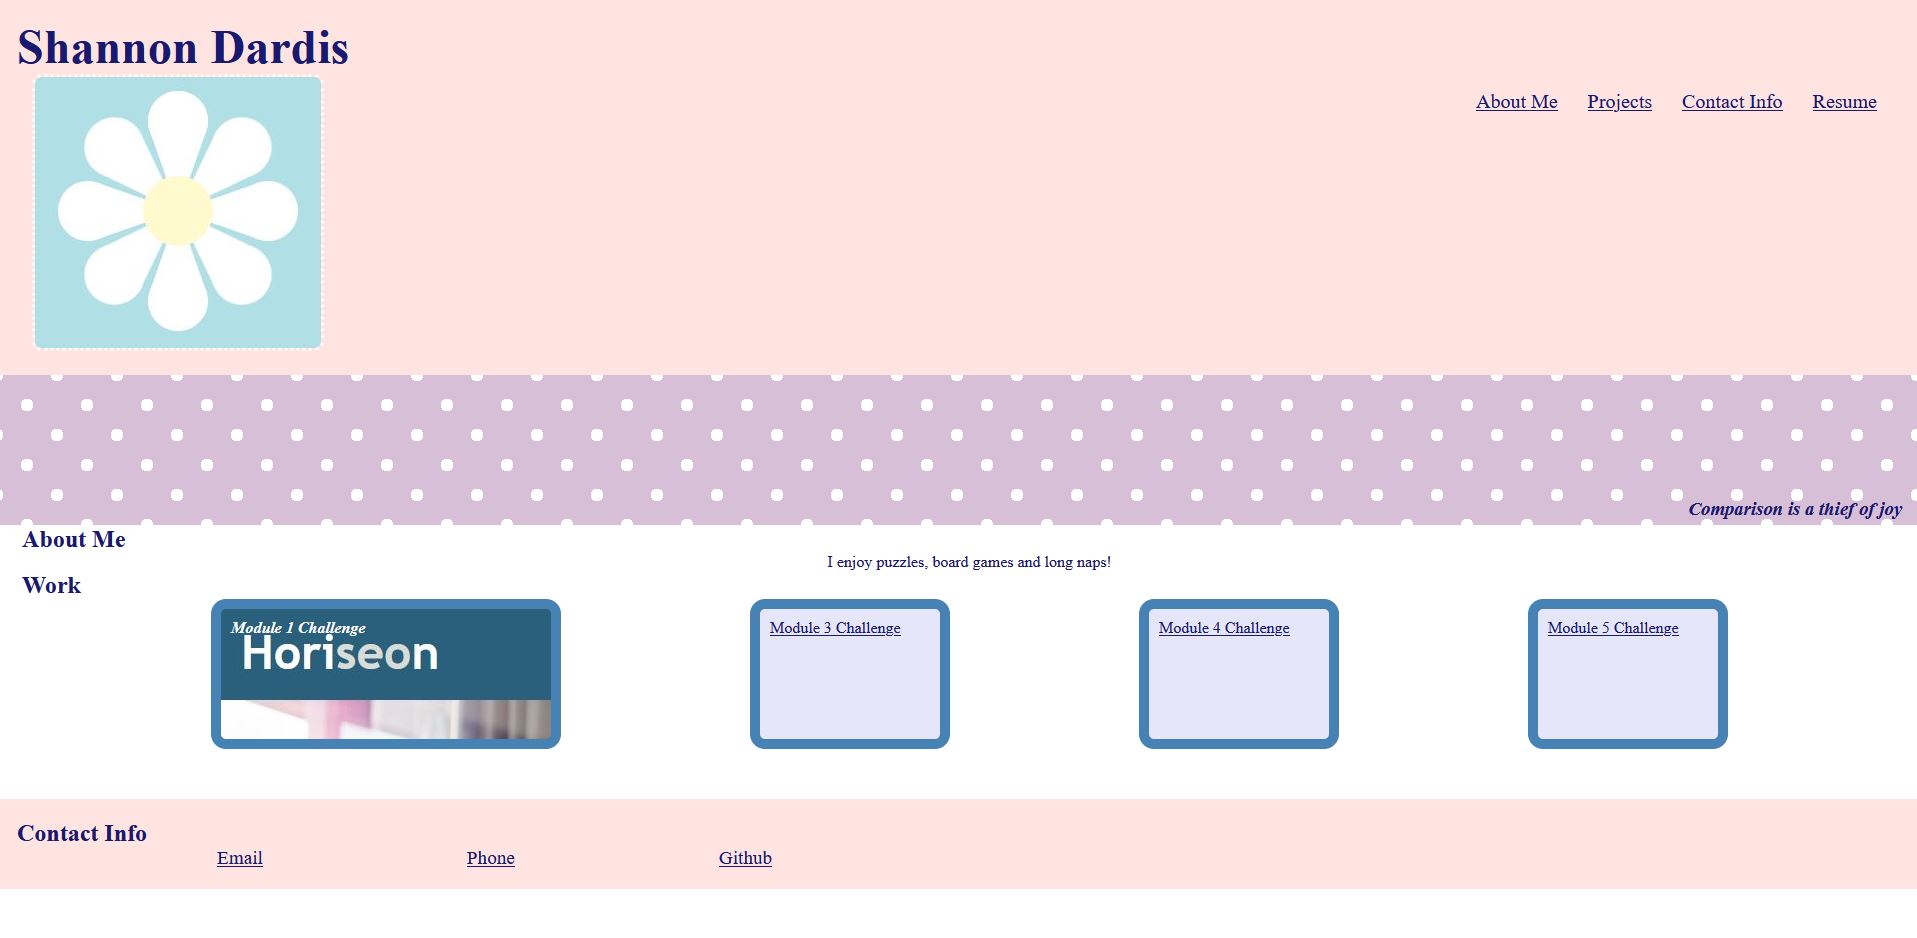 Shannon Dardis
About Me Projects Contact Info Resume
Comparison is a thief of joy
About Me
I enjoy puzzles, board games and long naps!
Work
Module 1 Challenge
Horiseon
Module 3 Challenge
Module 4 Challenge
Module 5 Challenge
Contact Info
Email Phone Github